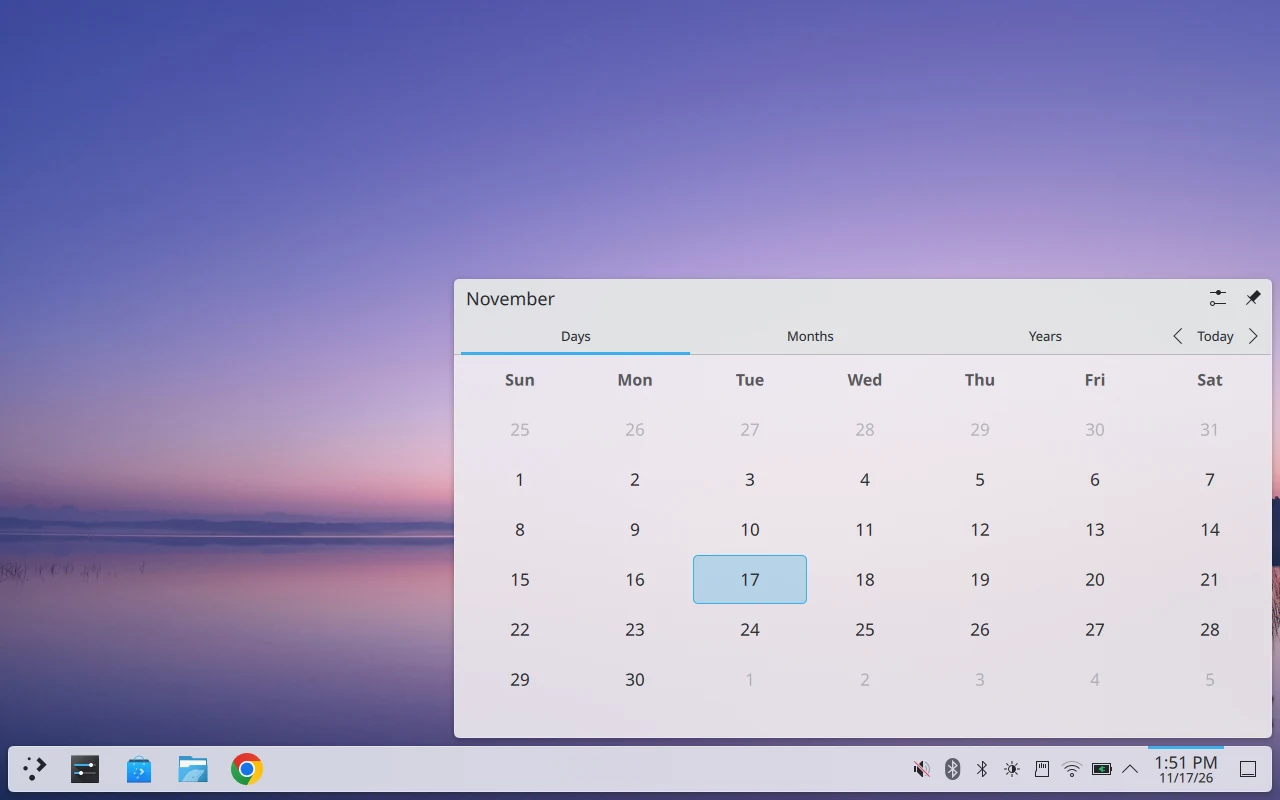 November
Days Months Years Today
Sun Mon Tue Wed Thu Fri Sat
25 26 27 28 29 30 31
1 2 3 4 5 6 7
8 9 10 11 12 13 14
15 16 17 18 19 20 21
22 23 24 25 26 27 28
29 30 1 2 3 4 5
1:51 PM
11/17/26